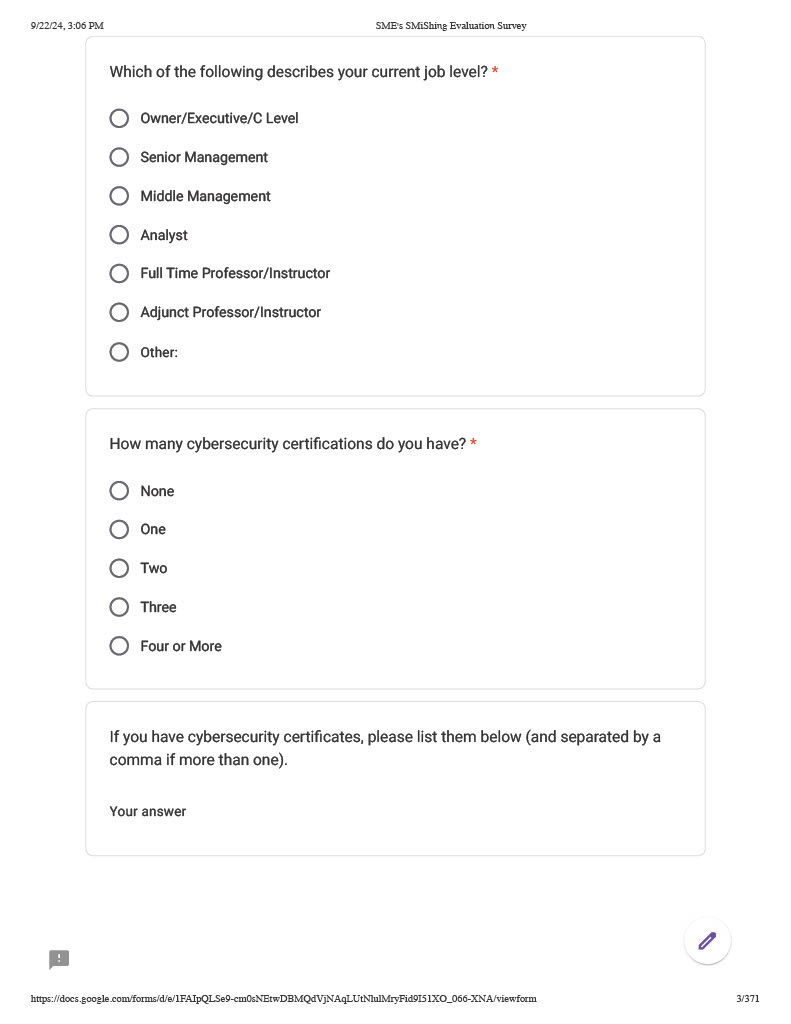 9/22/24, 3:06 PM SME's SMiShing Evaluation Survey
Which of the following describes your current job level? *
Owner/Executive/C Level
Senior Management
Middle Management
Analyst
Full Time Professor/Instructor
Adjunct Professor/Instructor
Other:
How many cybersecurity certifications do you have? *
None
One
Two
Three
Four or More
If you have cybersecurity certificates, please list them below (and separated by a
comma if more than one).
Your answer
https://docs.google.com/forms/d/e/1FAIpQLSe9-cm0sNEtwDBMQdVjNAqLUtNlulMryFid9I51XO_066-XNA/viewform 3/371